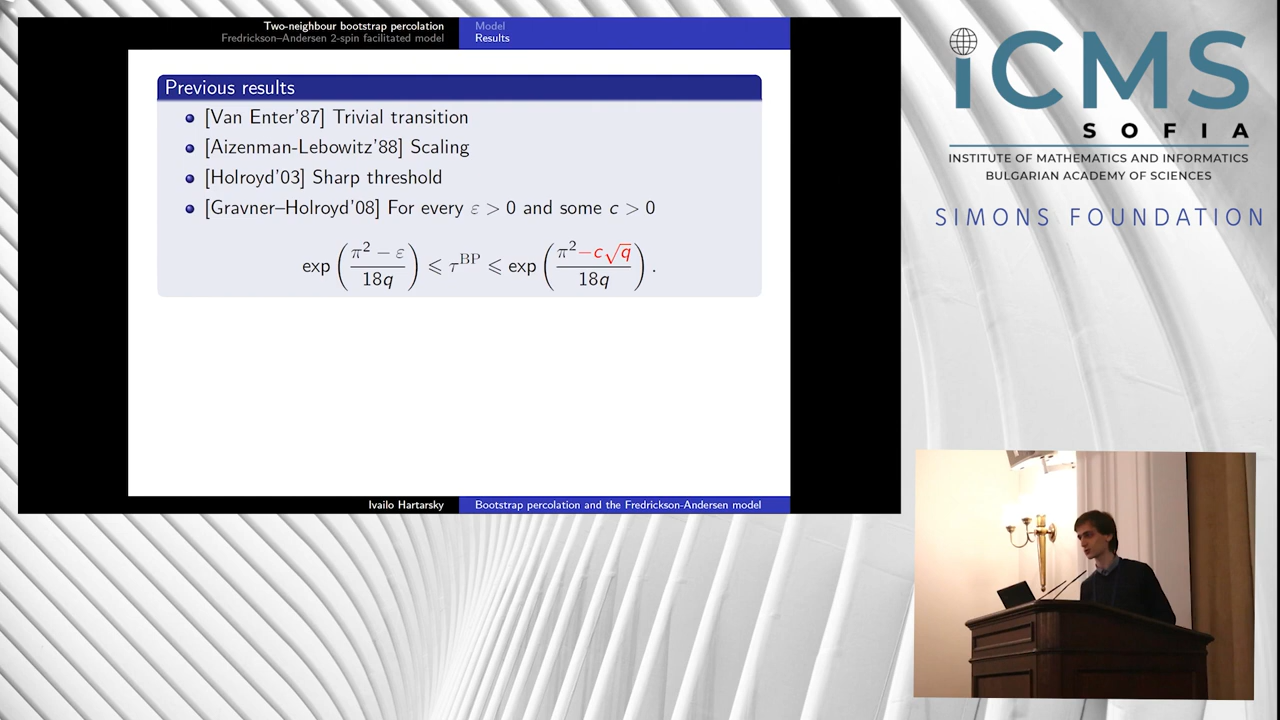 Two-neighbour bootstrap percolation
Fredrickson–Andersen 2-spin facilitated model
Model
Results
Previous results
[Van Enter'87] Trivial transition
[Aizenman-Lebowitz'88] Scaling
[Holroyd'03] Sharp threshold
[Gravner–Holroyd'08] For every ε > 0 and some c > 0
exp((π² − ε)/(18q)) ⩽ τ^BP ⩽ exp((π² − c√q)/(18q)).
Ivailo Hartarsky
Bootstrap percolation and the Fredrickson-Andersen model
iCMS
SOFIA
INSTITUTE OF MATHEMATICS AND INFORMATICS
BULGARIAN ACADEMY OF SCIENCES
SIMONS FOUNDATION